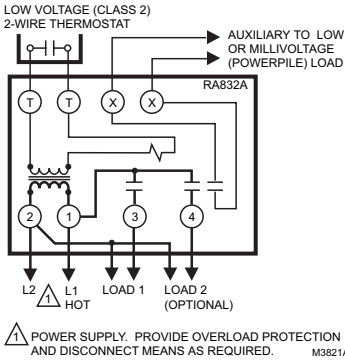 LOW VOLTAGE (CLASS 2)
2-WIRE THERMOSTAT
AUXILIARY TO LOW
OR MILLIVOLTAGE
(POWERPILE) LOAD
RA832A
T T X X
2 1 3 4
L2 1 L1
HOT
LOAD 1
LOAD 2
(OPTIONAL)
1 POWER SUPPLY. PROVIDE OVERLOAD PROTECTION
AND DISCONNECT MEANS AS REQUIRED.
M3821A